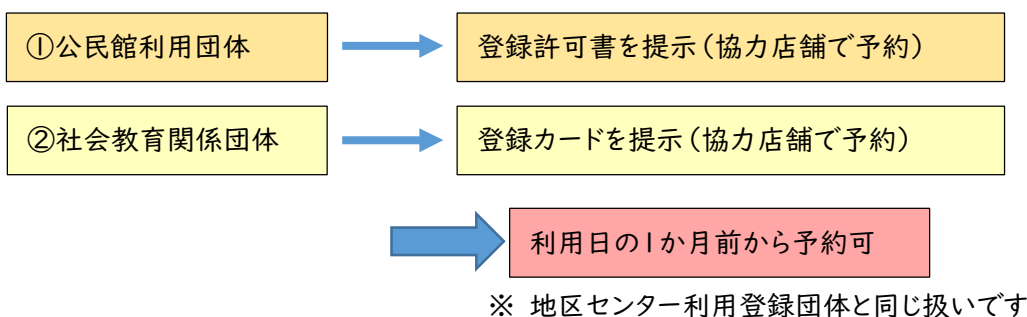 ①公民館利用団体
登録許可書を提示(協力店舗で予約)
②社会教育関係団体
登録カードを提示(協力店舗で予約)
利用日の1か月前から予約可
※ 地区センター利用登録団体と同じ扱いです